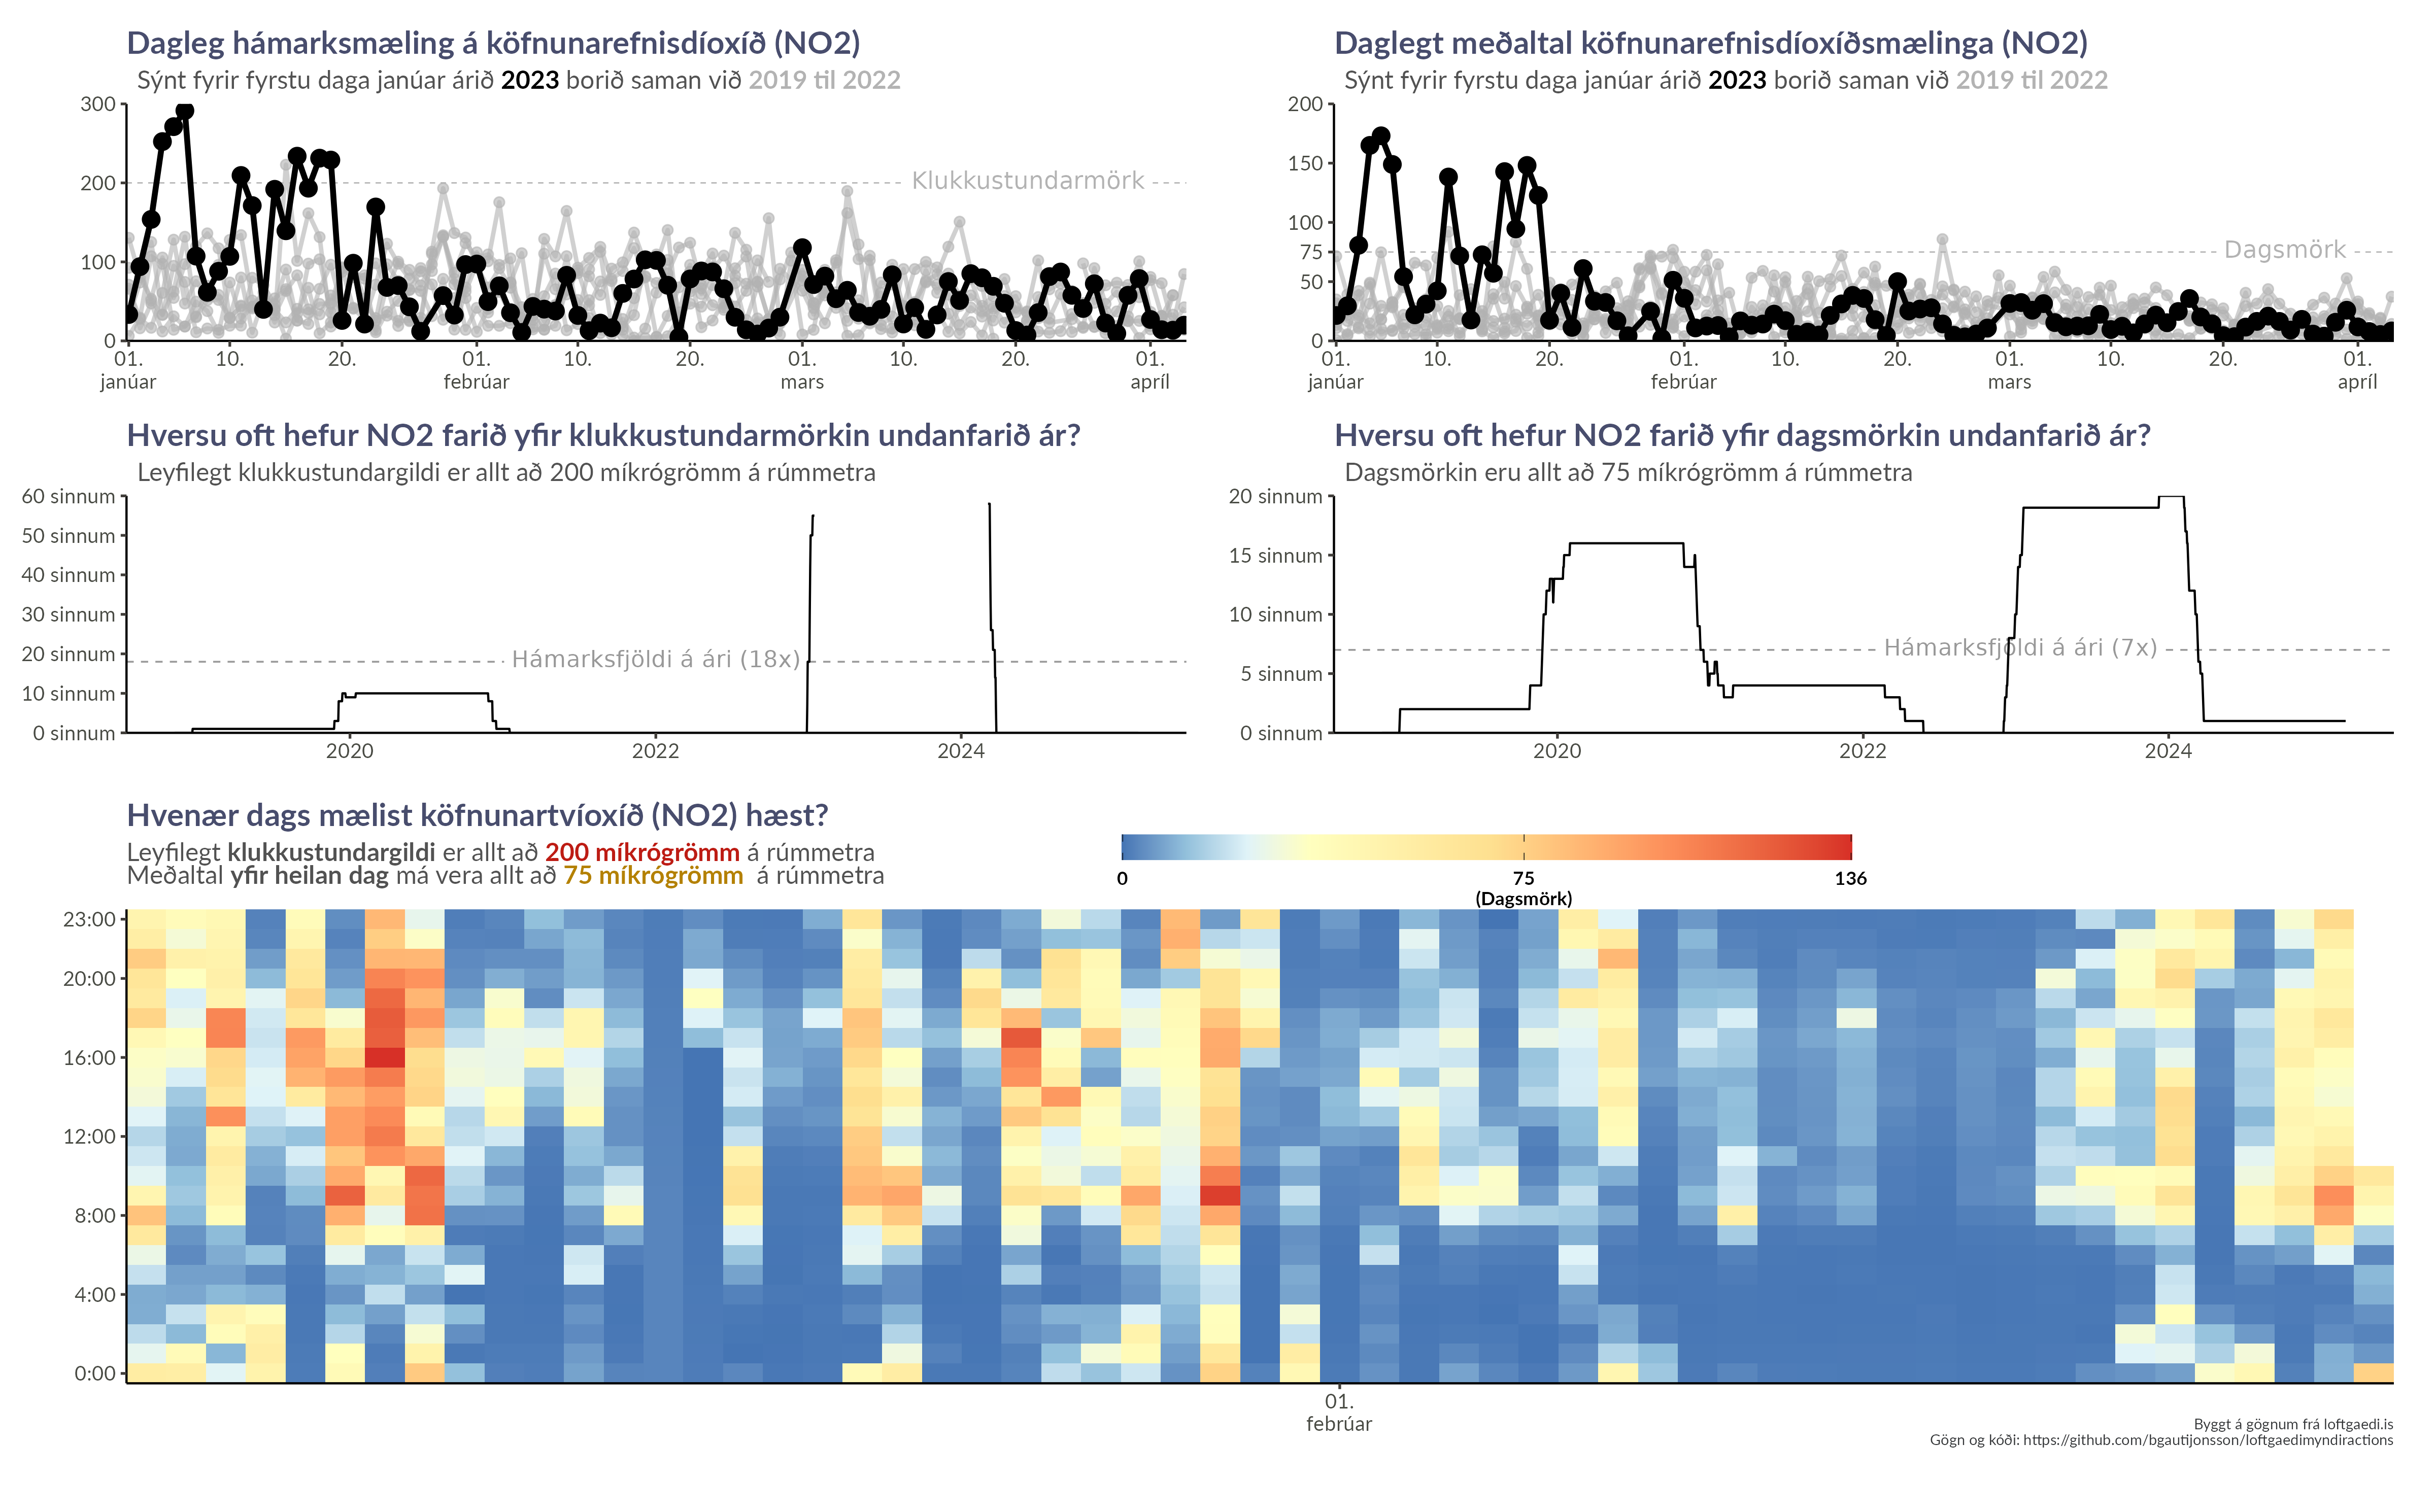 Dagleg hámarksmæling á köfnunarefnisdíoxíð (NO2)
Sýnt fyrir fyrstu daga janúar árið 2023 borið saman við 2019 til 2022
300
200
100
0
Klukkustundarmörk
01. 10. 20. 01. 10. 20. 01. 10. 20. 01.
janúar febrúar mars apríl
Daglegt meðaltal köfnunarefnisdíoxíðsmælinga (NO2)
Sýnt fyrir fyrstu daga janúar árið 2023 borið saman við 2019 til 2022
200
150
100
75
50
0
Dagsmörk
01. 10. 20. 01. 10. 20. 01. 10. 20. 01.
janúar febrúar mars apríl
Hversu oft hefur NO2 farið yfir klukkustundarmörkin undanfarið ár?
Leyfilegt klukkustundargildi er allt að 200 míkrógrömm á rúmmetra
60 sinnum
50 sinnum
40 sinnum
30 sinnum
20 sinnum
10 sinnum
0 sinnum
Hámarksfjöldi á ári (18x)
2020 2022 2024
Hversu oft hefur NO2 farið yfir dagsmörkin undanfarið ár?
Dagsmörkin eru allt að 75 míkrógrömm á rúmmetra
20 sinnum
15 sinnum
10 sinnum
5 sinnum
0 sinnum
Hámarksfjöldi á ári (7x)
2020 2022 2024
Hvenær dags mælist köfnunartvíoxíð (NO2) hæst?
Leyfilegt klukkustundargildi er allt að 200 míkrógrömm á rúmmetra
Meðaltal yfir heilan dag má vera allt að 75 míkrógrömm á rúmmetra
0 75 136
(Dagsmörk)
23:00
20:00
16:00
12:00
8:00
4:00
0:00
01.
febrúar
Byggt á gögnum frá loftgaedi.is
Gögn og kóði: https://github.com/bgautijonsson/loftgaedimyndiractions